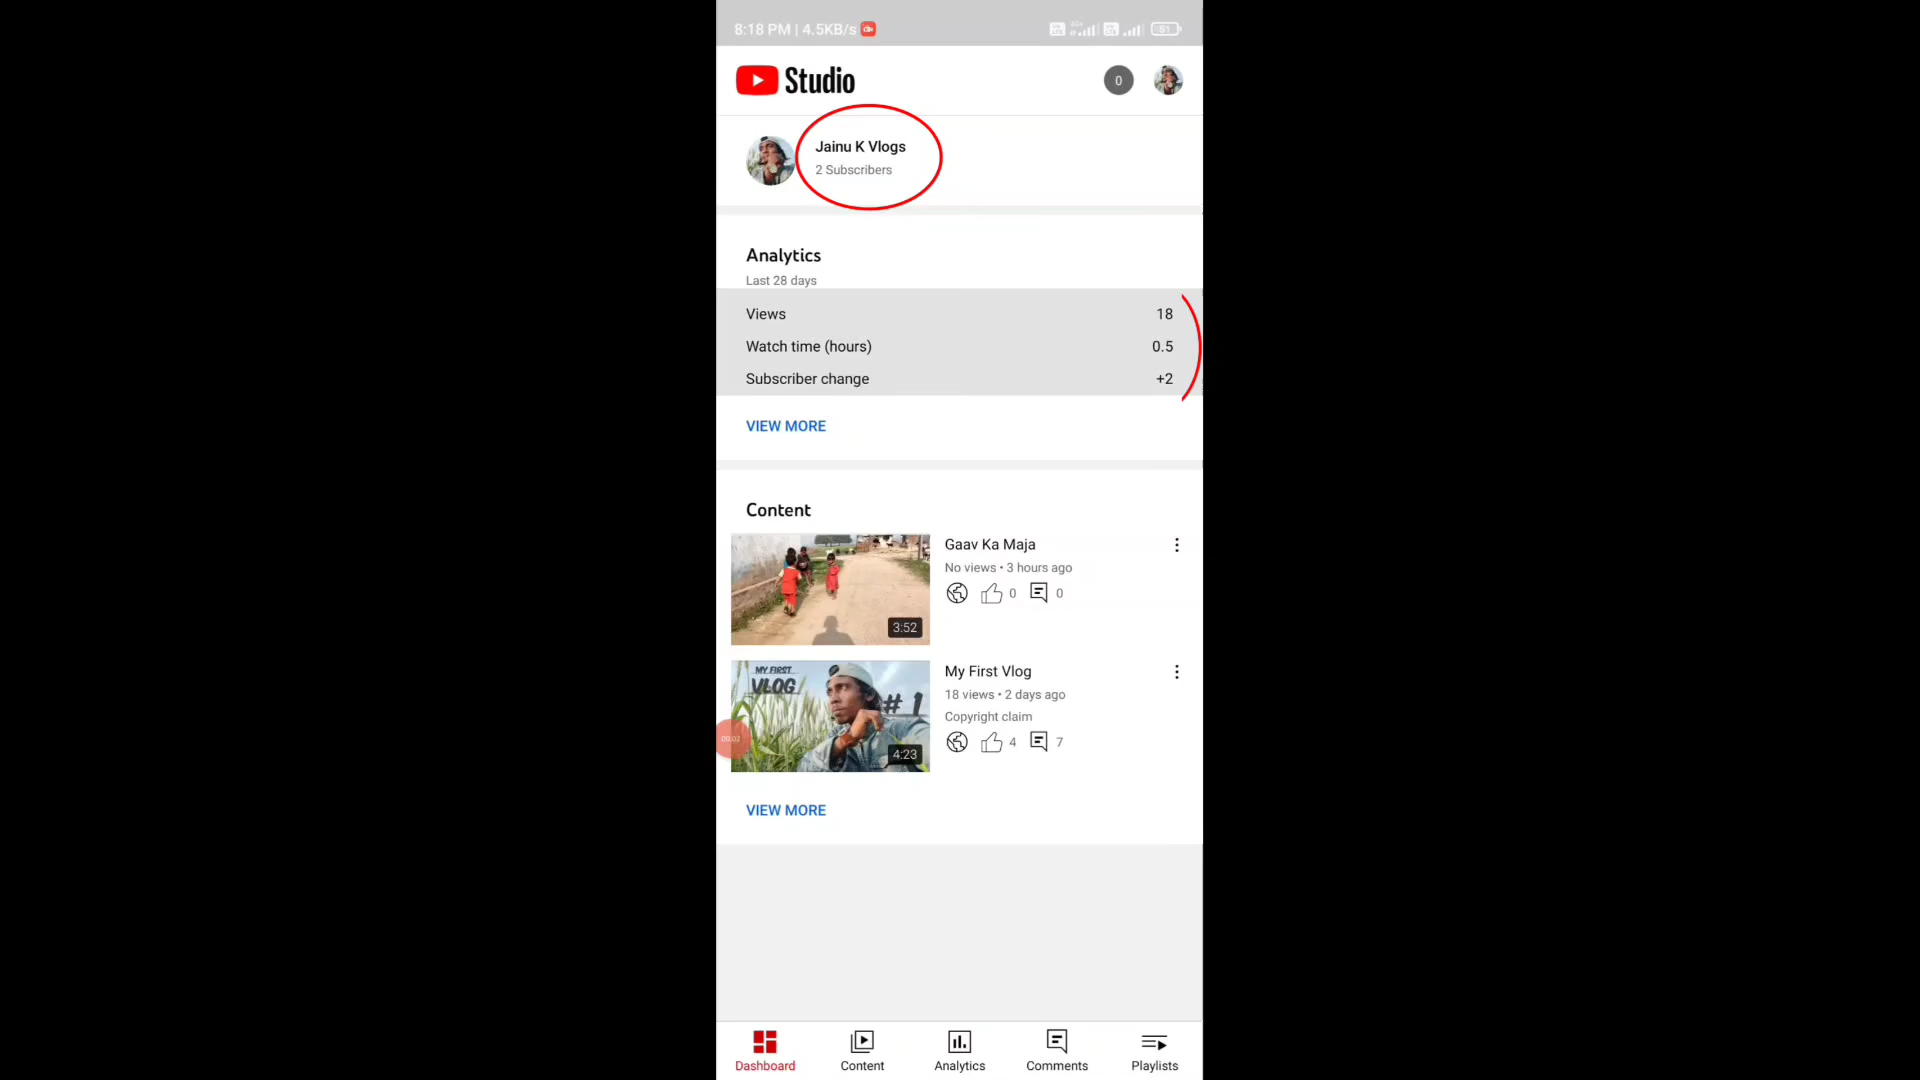 8:18 PM | 4.5KB/s
51
Studio
0
Jainu K Vlogs
2 Subscribers
Analytics
Last 28 days
Views 18
Watch time (hours) 0.5
Subscriber change +2
VIEW MORE
Content
Gaav Ka Maja
No views • 3 hours ago
0 0
3:52
MY FIRST
VLOG
# 1
4:23
My First Vlog
18 views • 2 days ago
Copyright claim
4 7
00:02
VIEW MORE
Dashboard Content Analytics Comments Playlists